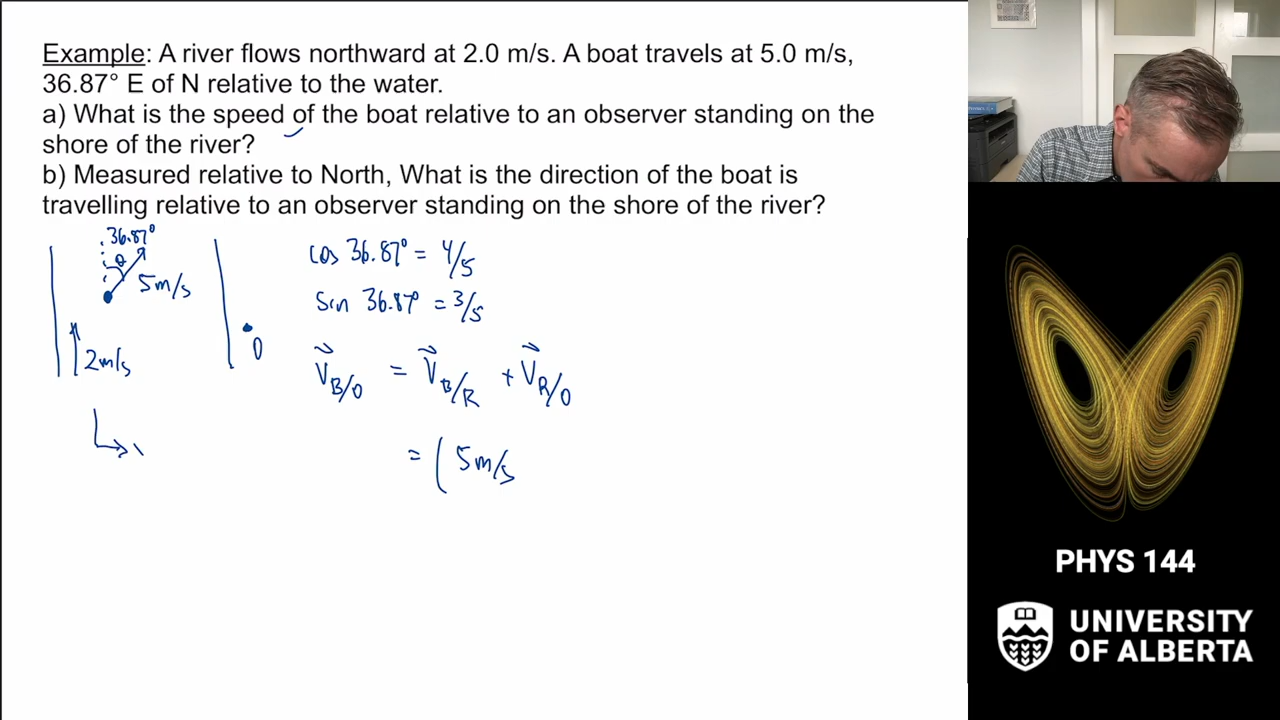 Example: A river flows northward at 2.0 m/s. A boat travels at 5.0 m/s,
36.87° E of N relative to the water.
a) What is the speed of the boat relative to an observer standing on the
shore of the river?
b) Measured relative to North, What is the direction of the boat is
travelling relative to an observer standing on the shore of the river?
36.87°
θ
5m/s
2m/s
O
cos 36.87° = 4/5
sin 36.87° = 3/5
V⃗B/O = V⃗B/R + V⃗R/O
= ( 5m/s
PHYS 144
UNIVERSITY
OF ALBERTA